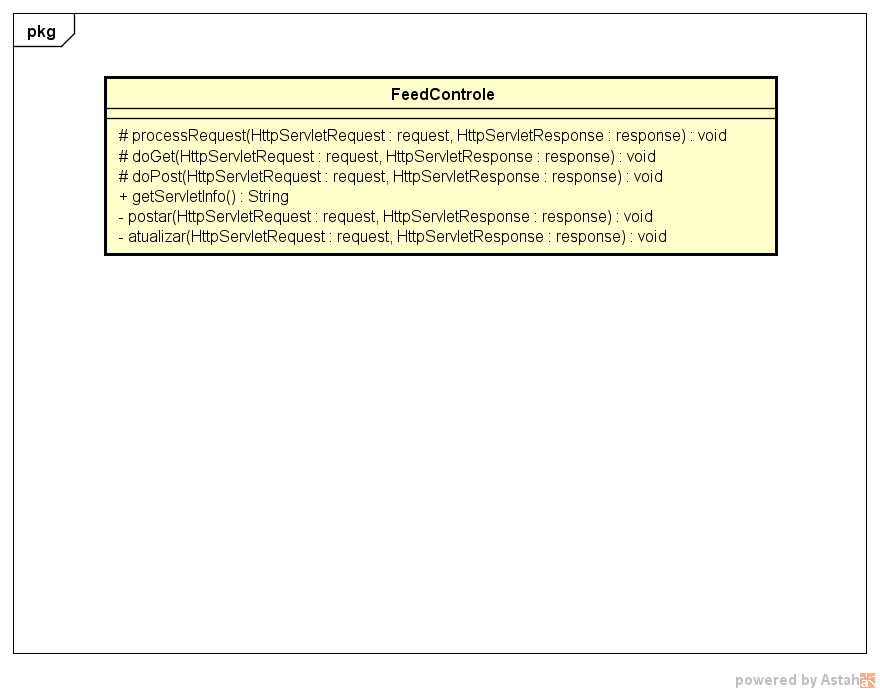 pkg
FeedControle
# processRequest(HttpServletRequest : request, HttpServletResponse : response) : void
# doGet(HttpServletRequest : request, HttpServletResponse : response) : void
# doPost(HttpServletRequest : request, HttpServletResponse : response) : void
+ getServletInfo() : String
- postar(HttpServletRequest : request, HttpServletResponse : response) : void
- atualizar(HttpServletRequest : request, HttpServletResponse : response) : void
powered by Astah